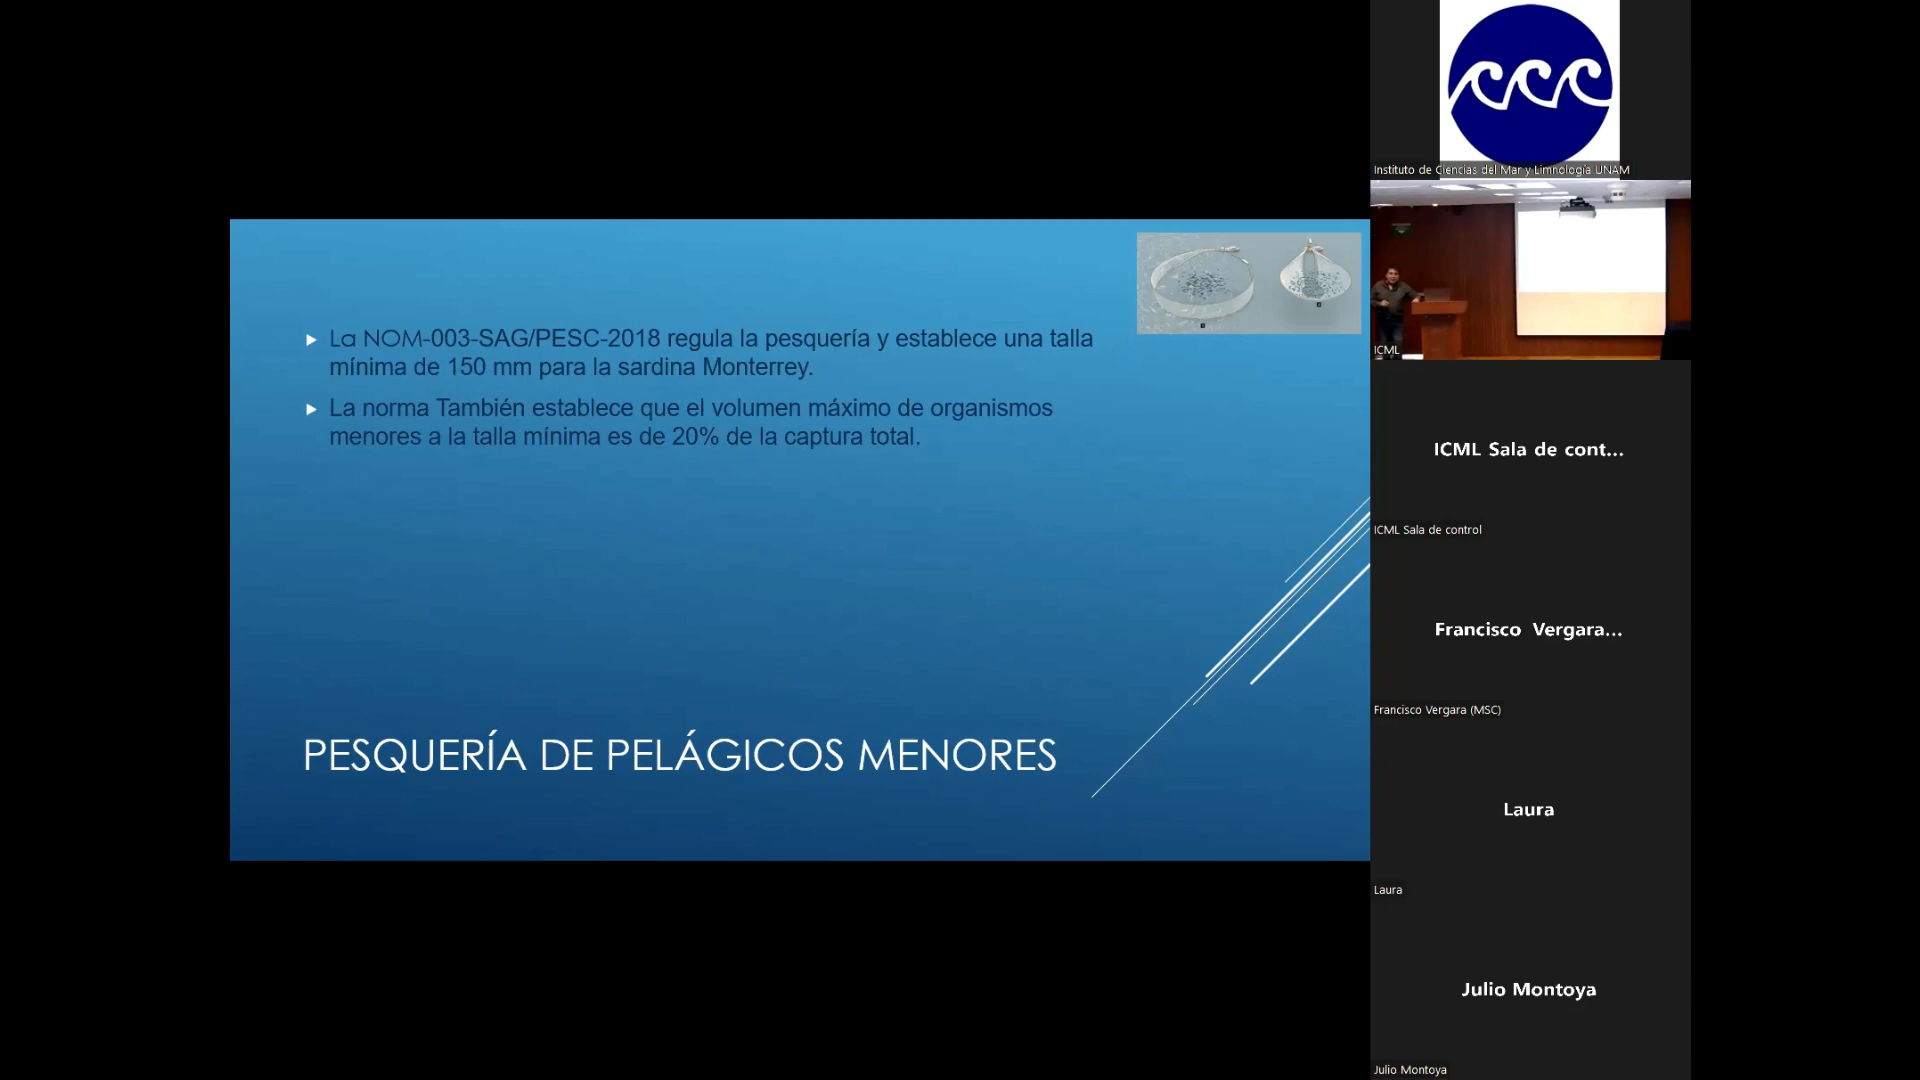 La NOM-003-SAG/PESC-2018 regula la pesquería y establece una talla
mínima de 150 mm para la sardina Monterrey.
La norma También establece que el volumen máximo de organismos
menores a la talla mínima es de 20% de la captura total.
PESQUERÍA DE PELÁGICOS MENORES
Instituto de Ciencias del Mar y Limnología UNAM
ICML
ICML Sala de cont...
ICML Sala de control
Francisco Vergara...
Francisco Vergara (MSC)
Laura
Laura
Julio Montoya
Julio Montoya